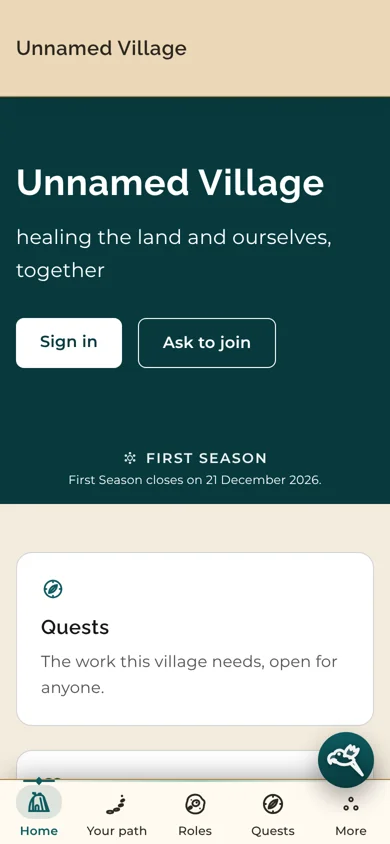 Unnamed Village
Unnamed Village
healing the land and ourselves,
together
Sign in
Ask to join
FIRST SEASON
First Season closes on 21 December 2026.
Quests
The work this village needs, open for
anyone.
Home
Your path
Roles
Quests
More